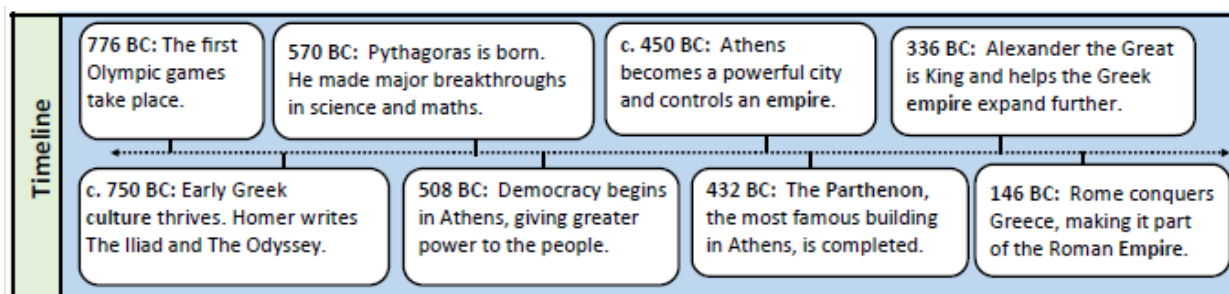 Timeline
776 BC: The first
Olympic games
take place.
570 BC: Pythagoras is born.
He made major breakthroughs
in science and maths.
c. 450 BC: Athens
becomes a powerful city
and controls an empire.
336 BC: Alexander the Great
is King and helps the Greek
empire expand further.
c. 750 BC: Early Greek
culture thrives. Homer writes
The Iliad and The Odyssey.
508 BC: Democracy begins
in Athens, giving greater
power to the people.
432 BC: The Parthenon,
the most famous building
in Athens, is completed.
146 BC: Rome conquers
Greece, making it part
of the Roman Empire.